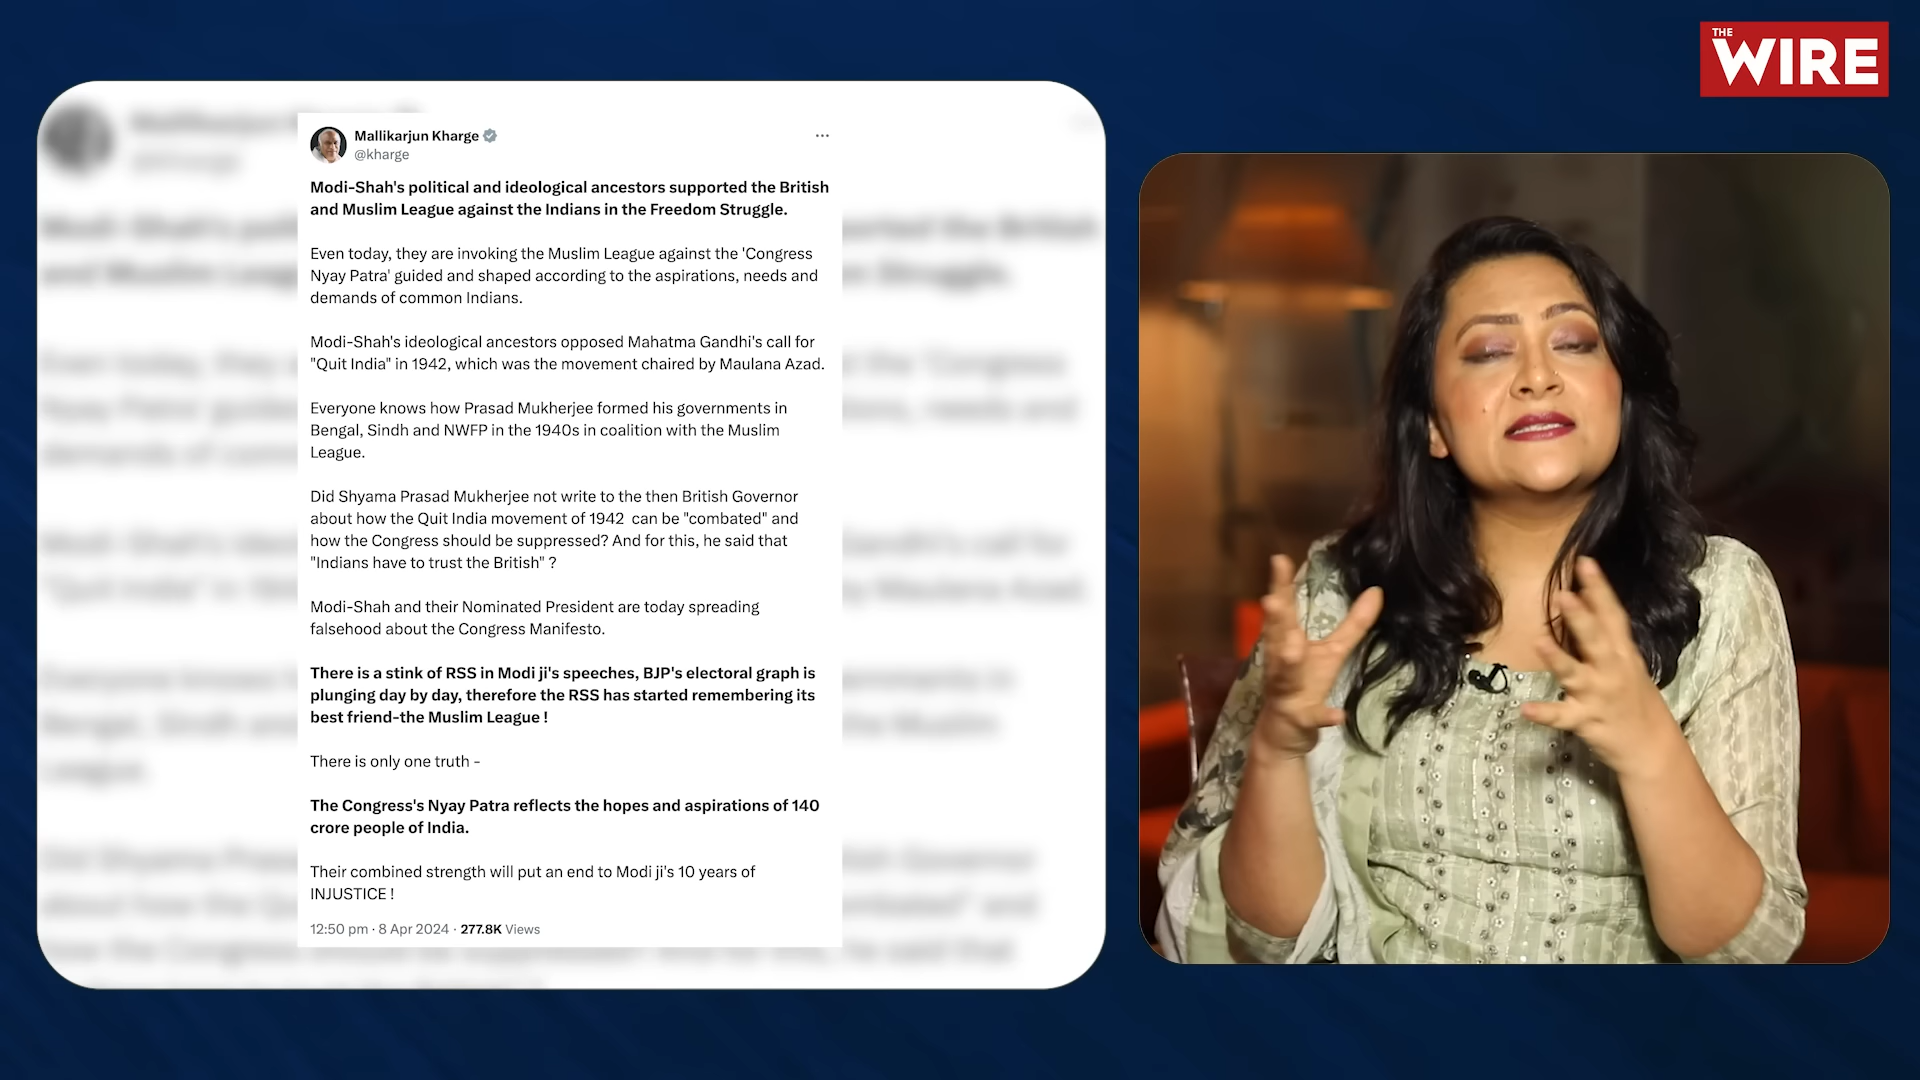 THE
WIRE
Mallikarjun Kharge
@kharge
Modi-Shah's political and ideological ancestors supported the British
and Muslim League against the Indians in the Freedom Struggle.
Even today, they are invoking the Muslim League against the 'Congress
Nyay Patra' guided and shaped according to the aspirations, needs and
demands of common Indians.
Modi-Shah's ideological ancestors opposed Mahatma Gandhi's call for
"Quit India" in 1942, which was the movement chaired by Maulana Azad.
Everyone knows how Prasad Mukherjee formed his governments in
Bengal, Sindh and NWFP in the 1940s in coalition with the Muslim
League.
Did Shyama Prasad Mukherjee not write to the then British Governor
about how the Quit India movement of 1942  can be "combated" and
how the Congress should be suppressed? And for this, he said that
"Indians have to trust the British" ?
Modi-Shah and their Nominated President are today spreading
falsehood about the Congress Manifesto.
There is a stink of RSS in Modi ji's speeches, BJP's electoral graph is
plunging day by day, therefore the RSS has started remembering its
best friend-the Muslim League !
There is only one truth -
The Congress's Nyay Patra reflects the hopes and aspirations of 140
crore people of India.
Their combined strength will put an end to Modi ji's 10 years of
INJUSTICE !
12:50 pm · 8 Apr 2024 · 277.8K Views